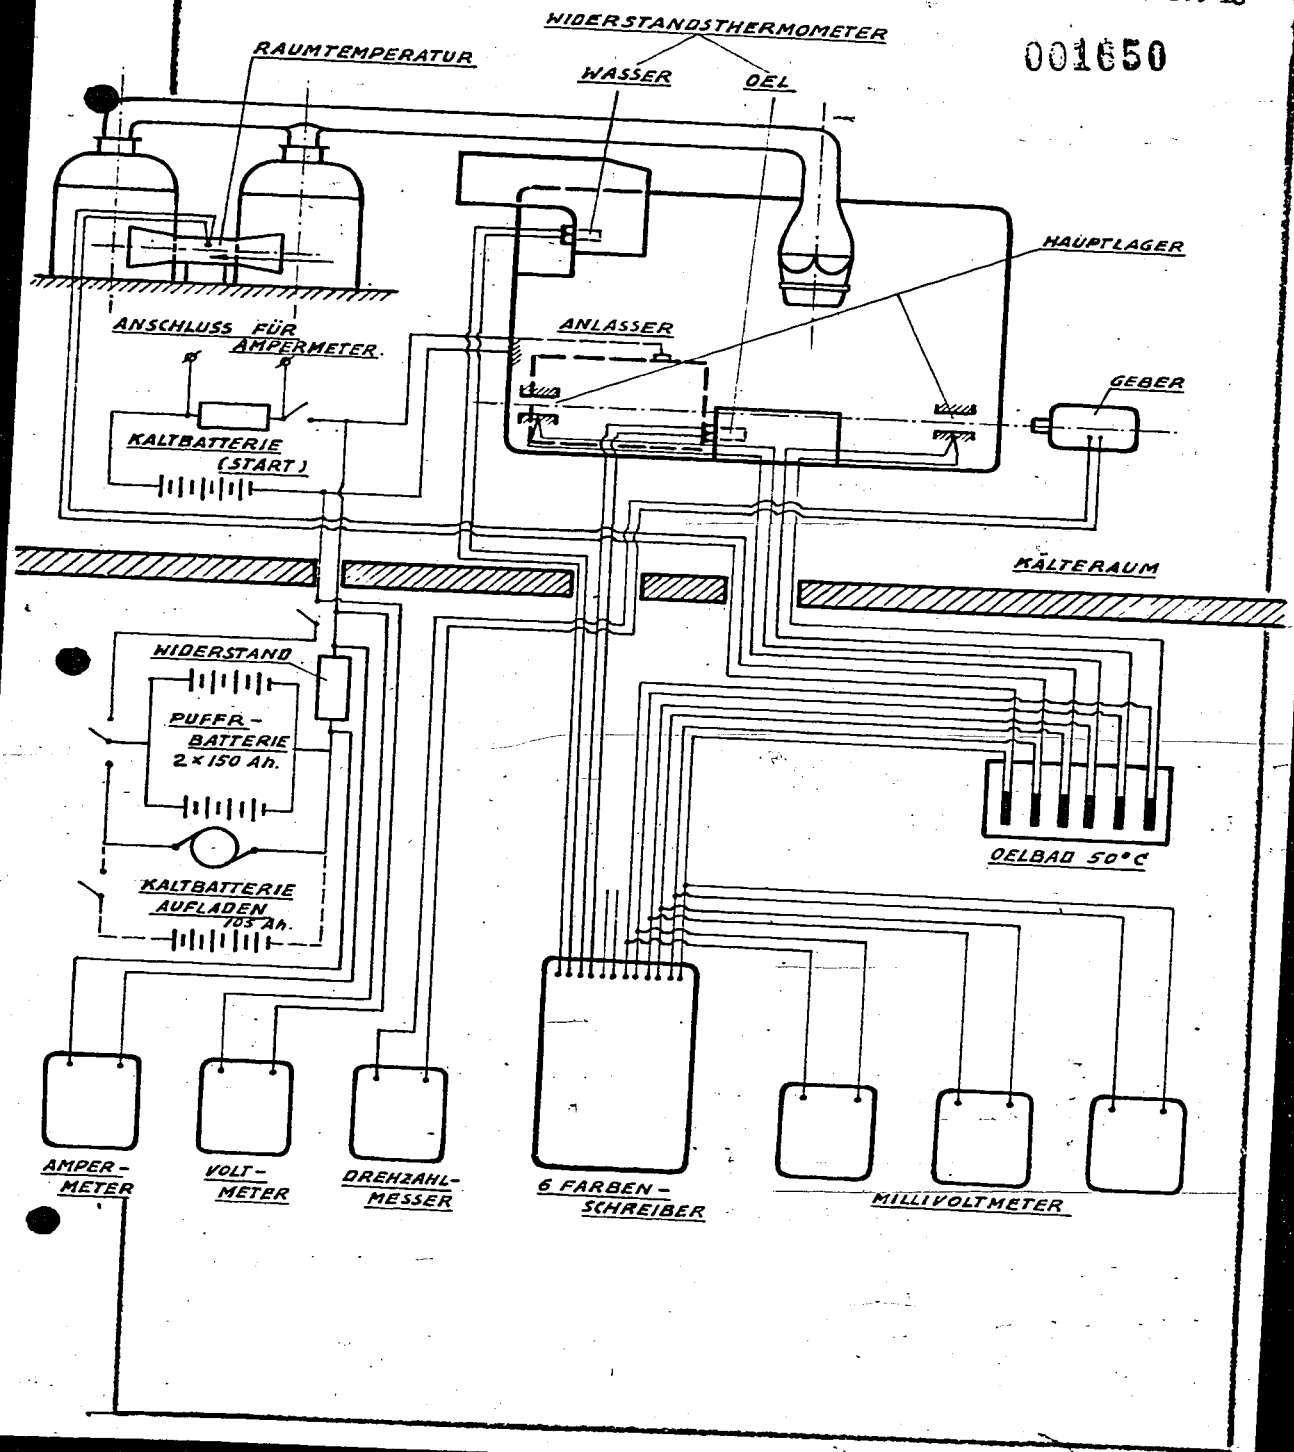 001650
WIDERSTANDSTHERMOMETER
WASSER
OEL
RAUMTEMPERATUR
HAUPTLAGER
ANSCHLUSS FÜR
AMPERMETER.
ANLASSER
GEBER
KALTBATTERIE
(START)
KÄLTERAUM
WIDERSTAND
PUFFR-
BATTERIE
2×150 Ah.
OELBAD 50°C
KALTBATTERIE
AUFLADEN
105 Ah.
AMPER-
METER
VOLT-
METER
DREHZAHL-
MESSER
6 FARBEN-
SCHREIBER
MILLIVOLTMETER